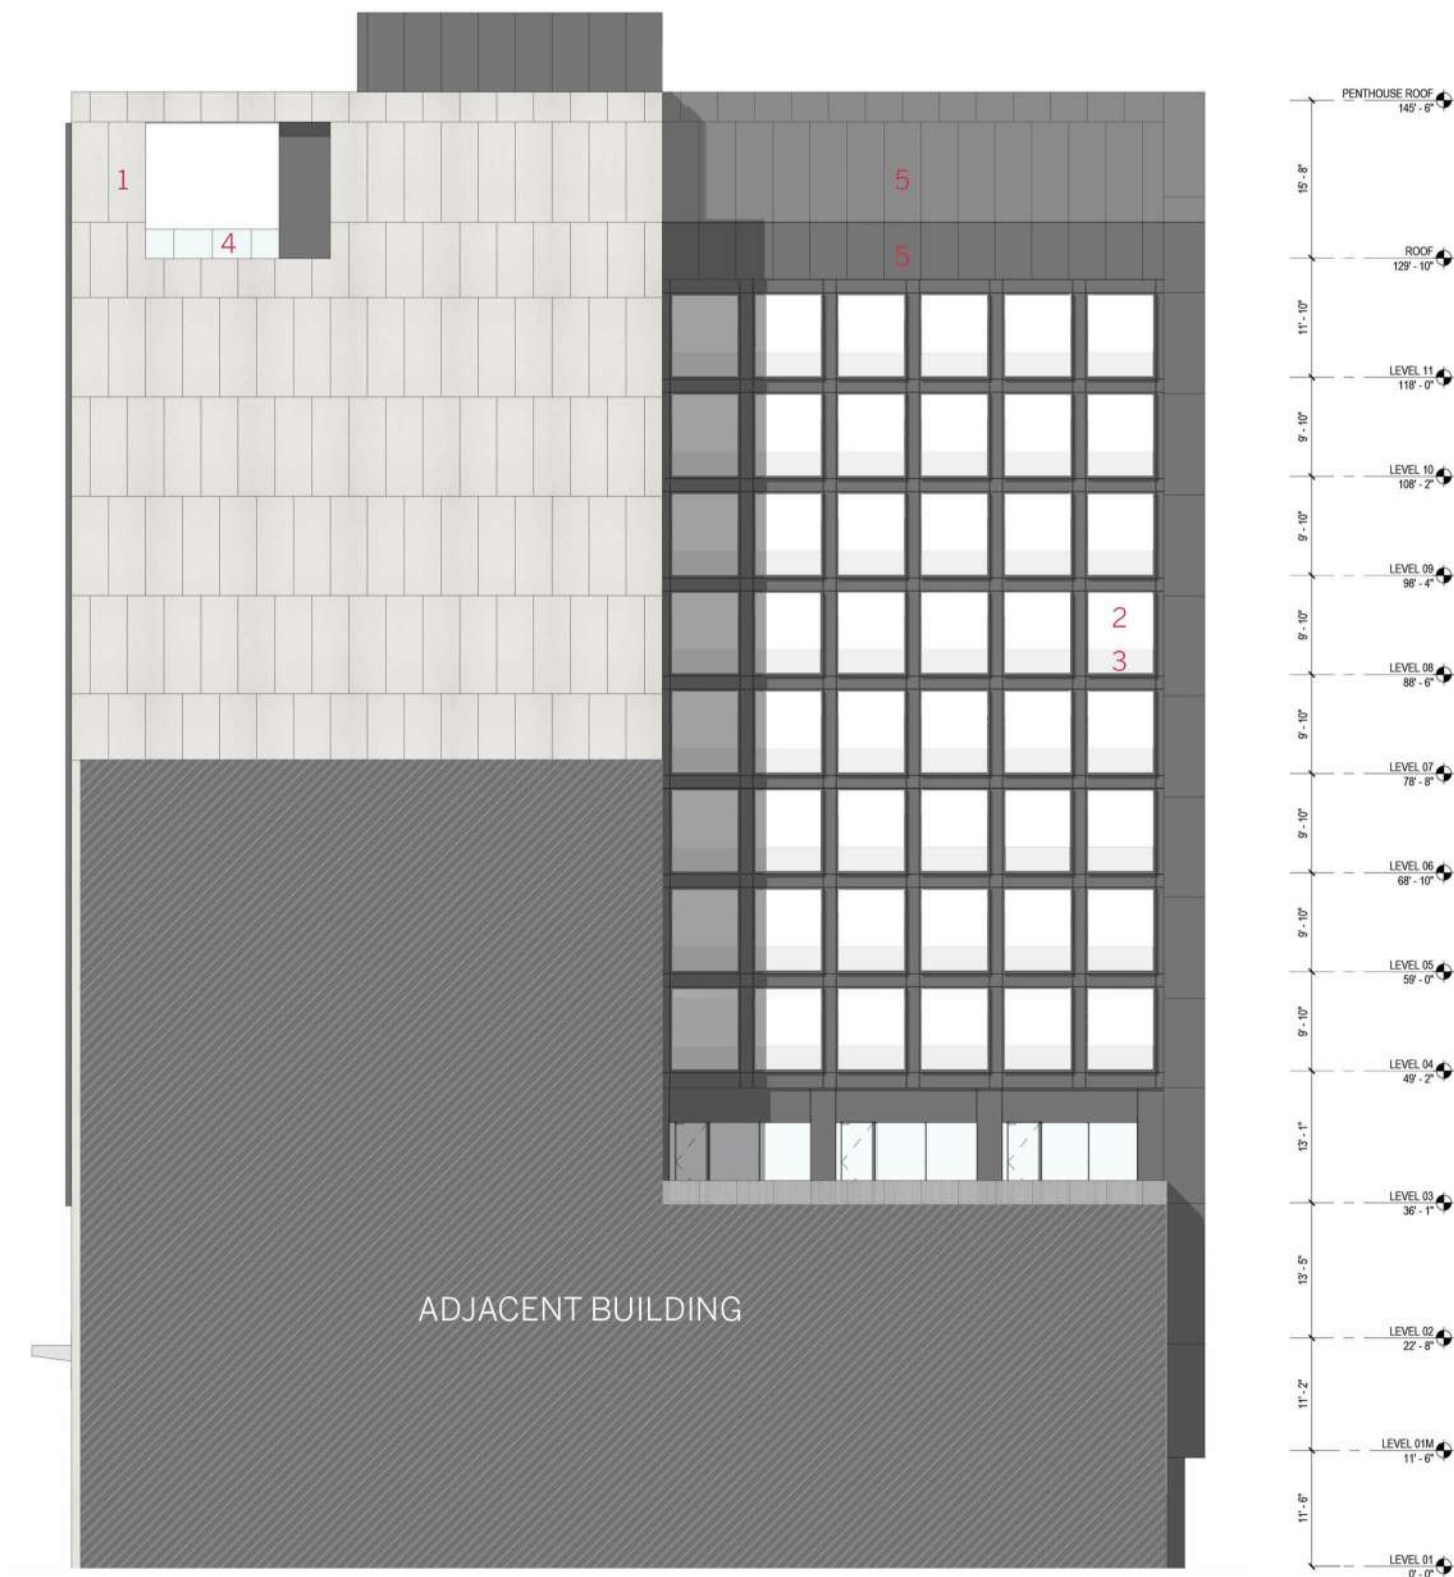 PENTHOUSE ROOF
145' - 6"
15' - 8"
1
5
4
5
ROOF
129' - 10"
11' - 10"
LEVEL 11
118' - 0"
9' - 10"
LEVEL 10
108' - 2"
9' - 10"
LEVEL 09
98' - 4"
9' - 10"
2
3
LEVEL 08
88' - 6"
9' - 10"
LEVEL 07
78' - 8"
9' - 10"
LEVEL 06
68' - 10"
9' - 10"
LEVEL 05
59' - 0"
9' - 10"
LEVEL 04
49' - 2"
13' - 1"
LEVEL 03
36' - 1"
13' - 5"
ADJACENT BUILDING
LEVEL 02
22' - 8"
11' - 2"
LEVEL 01M
11' - 6"
11' - 6"
LEVEL 01
0' - 0"